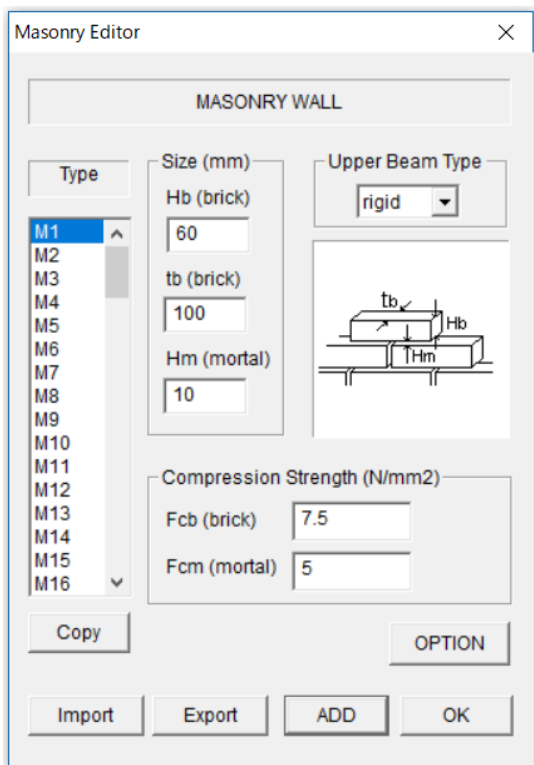 Masonry Editor
MASONRY WALL
Type
M1
M2
M3
M4
M5
M6
M7
M8
M9
M10
M11
M12
M13
M14
M15
M16
Copy
Size (mm)
Hb (brick)
60
tb (brick)
100
Hm (mortal)
10
Upper Beam Type
rigid
tb
Hb
Hm
Compression Strength (N/mm2)
Fcb (brick) 7.5
Fcm (mortal) 5
OPTION
Import Export ADD OK